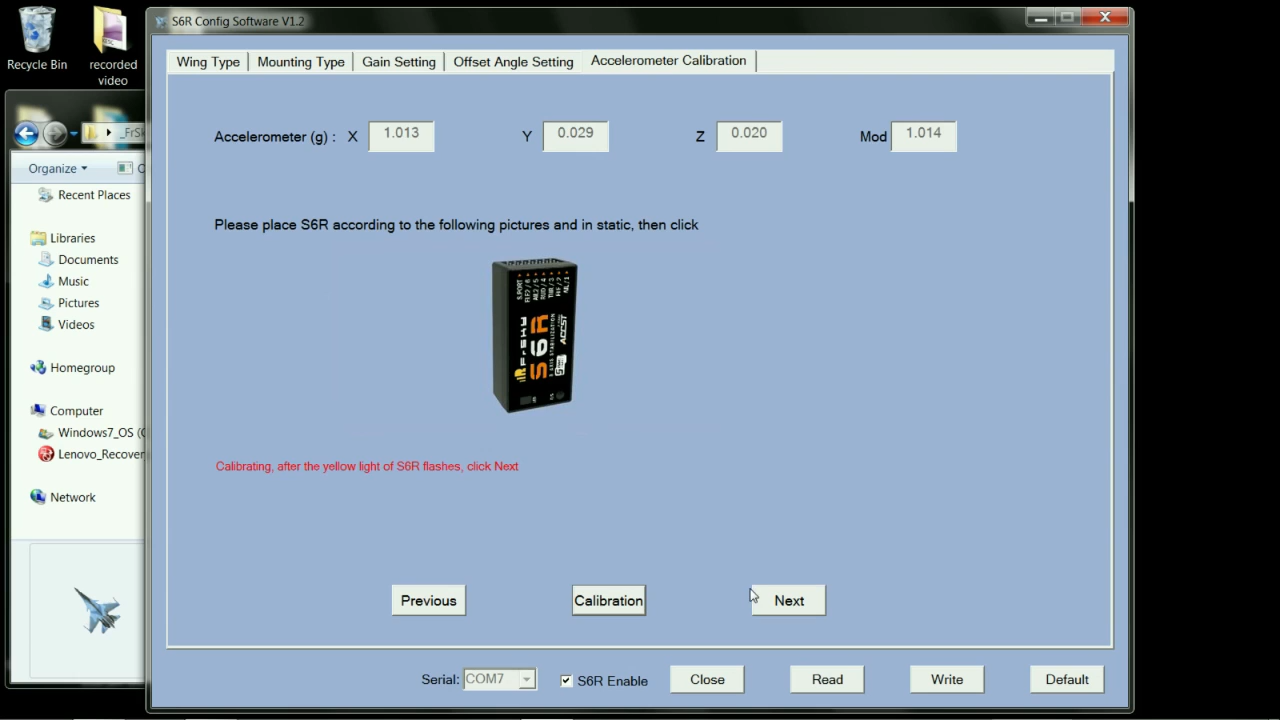 S6R Config Software V1.2
Recycle Bin
recorded
video
Wing Type
Mounting Type
Gain Setting
Offset Angle Setting
Accelerometer Calibration
Organize
Recent Places
Libraries
Documents
Music
Pictures
Videos
Homegroup
Computer
Windows7_OS (C
Lenovo_Recover
Network
Accelerometer (g) : X 1.013 Y 0.029 Z 0.020 Mod 1.014
Please place S6R according to the following pictures and in static, then click
FrSKY
S6R
ACCST
Calibrating, after the yellow light of S6R flashes, click Next
Previous
Calibration
Next
Serial: COM7
S6R Enable
Close
Read
Write
Default